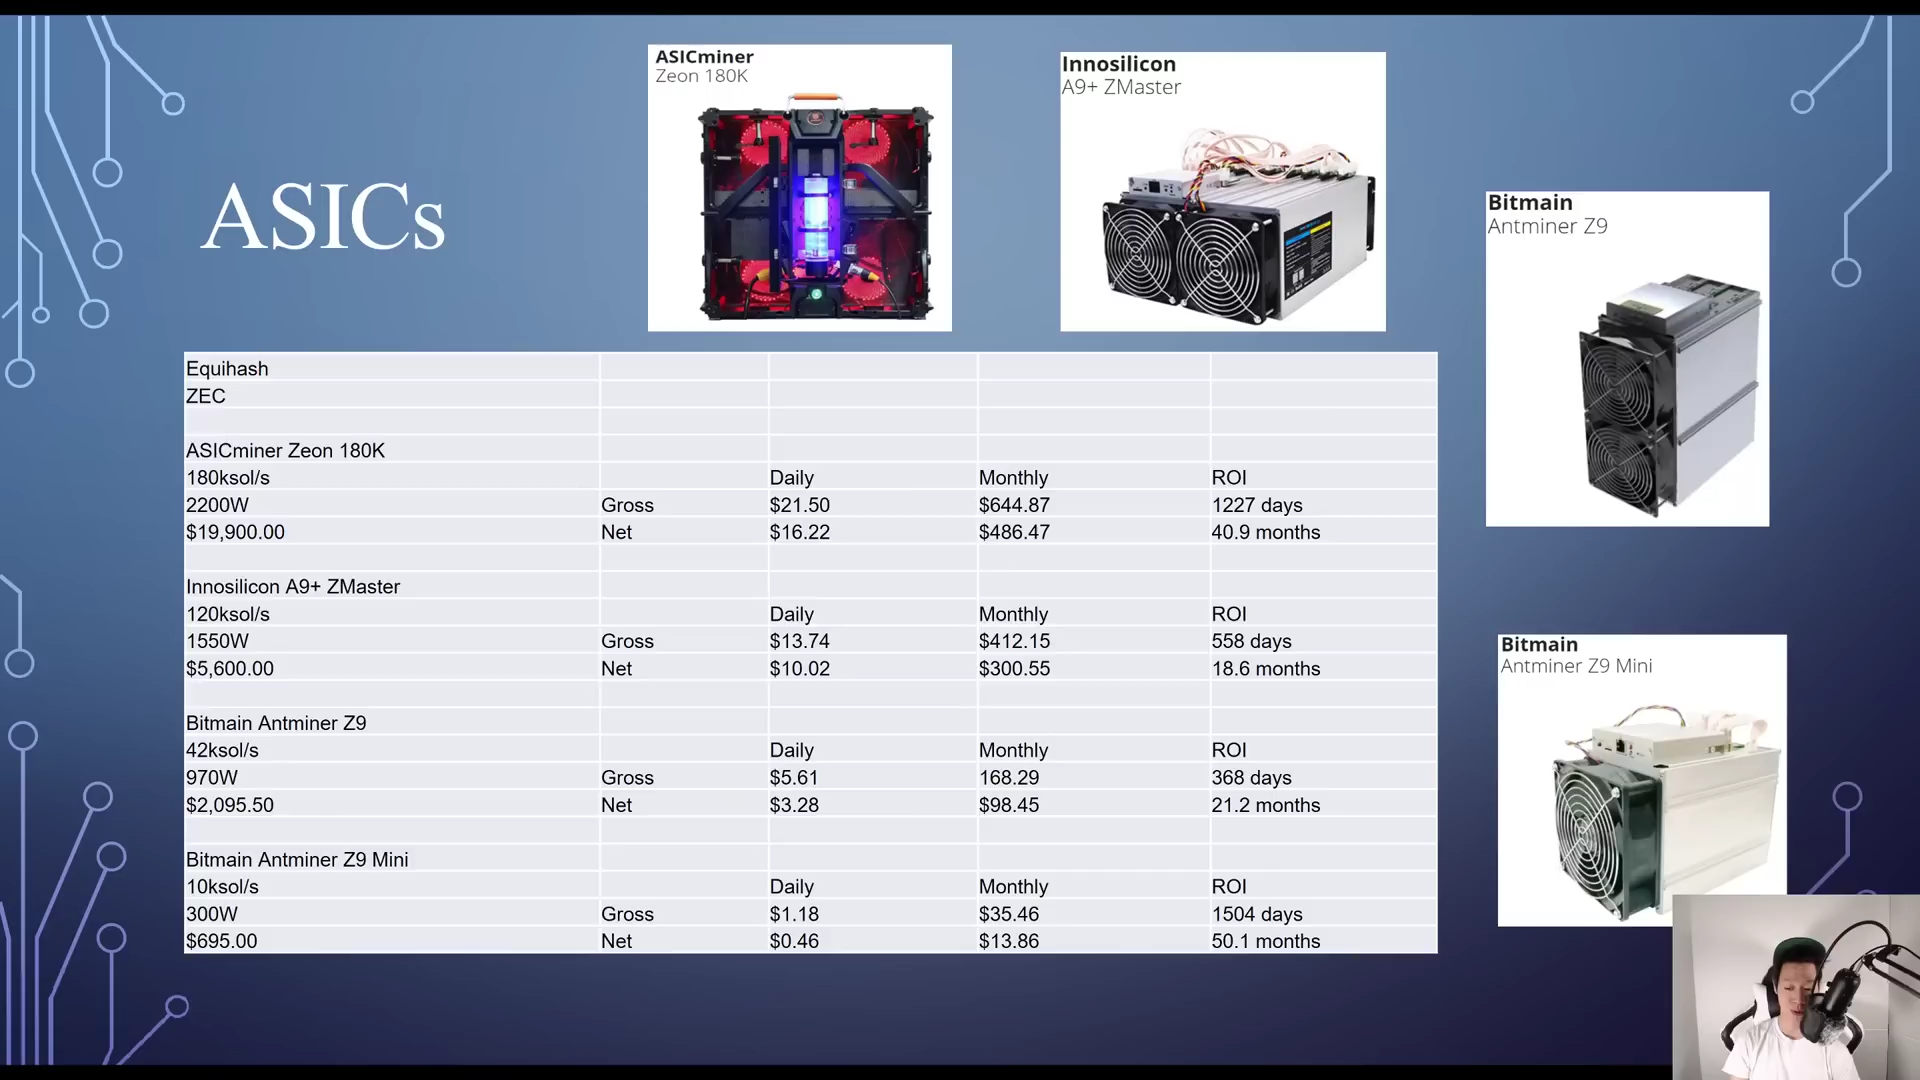 ASICs
ASICminer
Zeon 180K
Innosilicon
A9+ ZMaster
Bitmain
Antminer Z9
Bitmain
Antminer Z9 Mini
Equihash
ZEC
ASICminer Zeon 180K
180ksol/s Daily Monthly ROI
2200W Gross $21.50 $644.87 1227 days
$19,900.00 Net $16.22 $486.47 40.9 months
Innosilicon A9+ ZMaster
120ksol/s Daily Monthly ROI
1550W Gross $13.74 $412.15 558 days
$5,600.00 Net $10.02 $300.55 18.6 months
Bitmain Antminer Z9
42ksol/s Daily Monthly ROI
970W Gross $5.61 168.29 368 days
$2,095.50 Net $3.28 $98.45 21.2 months
Bitmain Antminer Z9 Mini
10ksol/s Daily Monthly ROI
300W Gross $1.18 $35.46 1504 days
$695.00 Net $0.46 $13.86 50.1 months